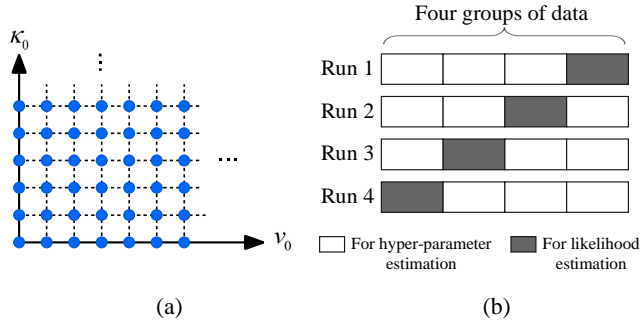 κ₀
...
...
ν₀
(a)
Four groups of data
Run 1
Run 2
Run 3
Run 4
For hyper-parameter
estimation
For likelihood
estimation
(b)